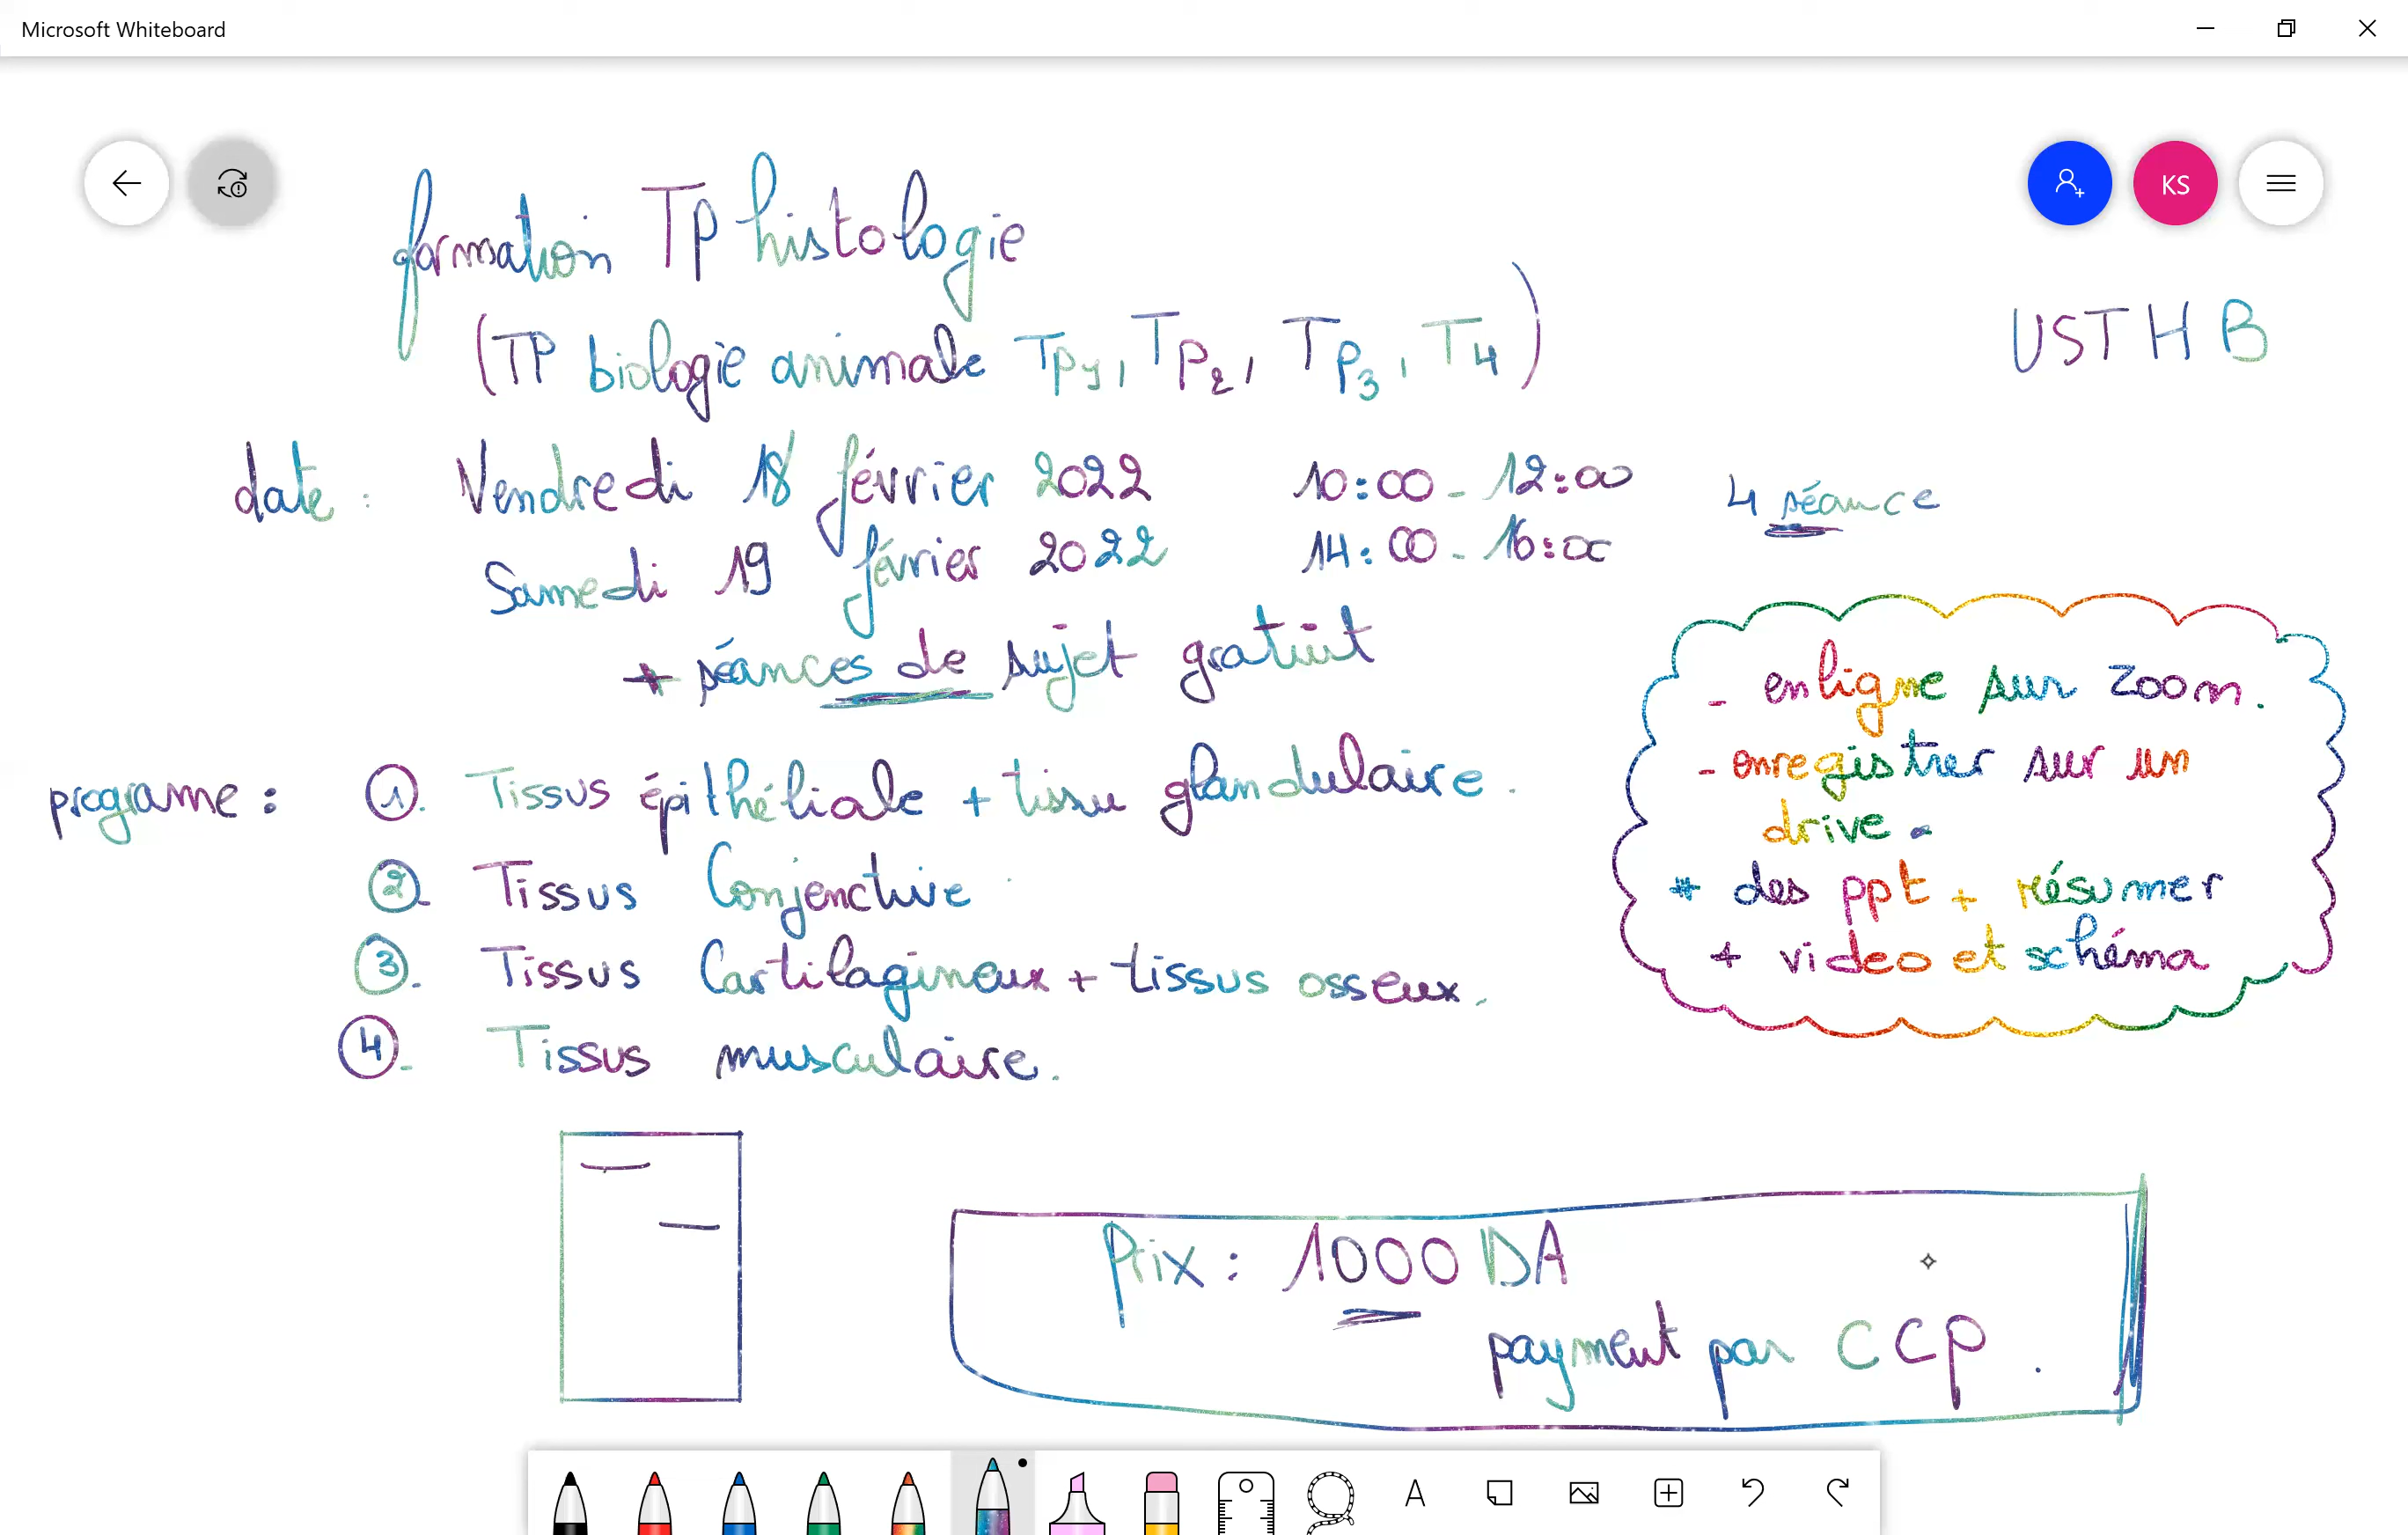 Microsoft Whiteboard
KS
formation TP histologie
(TP biologie animale Tp1, Tp2, Tp3, T4)
USTHB
date : Vendredi 18 février 2022 10:00 - 12:00
4 séance
Samedi 19 février 2022 14:00 - 16:00
+ séances de sujet gratuit
programe : 1. Tissus épithéliale + tissu glandulaire.
2 Tissus Conjenctive
3. Tissus Cartilagineux + tissus osseux.
4. Tissus musculaire.
- enligne sur zoom.
- enregistrer sur un
drive.
* des ppt + résumer
+ video et schéma
Prix : 1000 DA
payment par CCP.